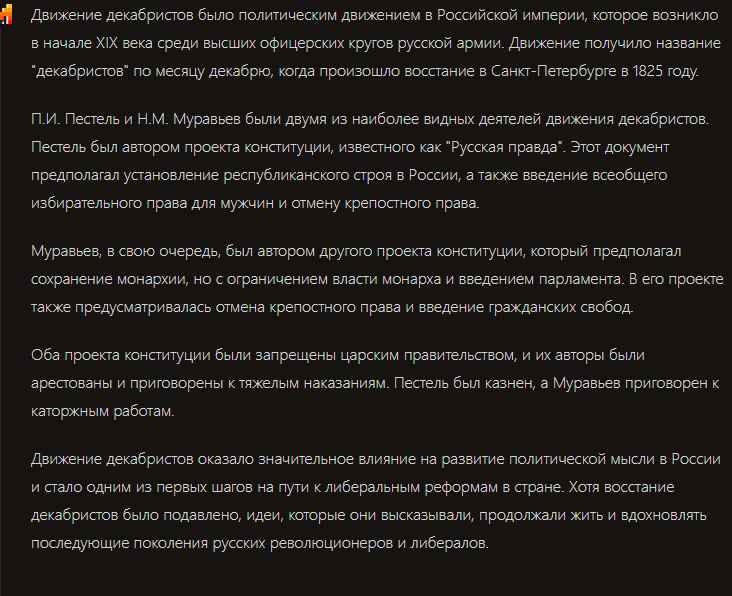 Движение декабристов было политическим движением в Российской империи, которое возникло
в начале XIX века среди высших офицерских кругов русской армии. Движение получило название
"декабристов" по месяцу декабрю, когда произошло восстание в Санкт-Петербурге в 1825 году.
П.И. Пестель и Н.М. Муравьев были двумя из наиболее видных деятелей движения декабристов.
Пестель был автором проекта конституции, известного как "Русская правда". Этот документ
предполагал установление республиканского строя в России, а также введение всеобщего
избирательного права для мужчин и отмену крепостного права.
Муравьев, в свою очередь, был автором другого проекта конституции, который предполагал
сохранение монархии, но с ограничением власти монарха и введением парламента. В его проекте
также предусматривалась отмена крепостного права и введение гражданских свобод.
Оба проекта конституции были запрещены царским правительством, и их авторы были
арестованы и приговорены к тяжелым наказаниям. Пестель был казнен, а Муравьев приговорен к
каторжным работам.
Движение декабристов оказало значительное влияние на развитие политической мысли в России
и стало одним из первых шагов на пути к либеральным реформам в стране. Хотя восстание
декабристов было подавлено, идеи, которые они высказывали, продолжали жить и вдохновлять
последующие поколения русских революционеров и либералов.